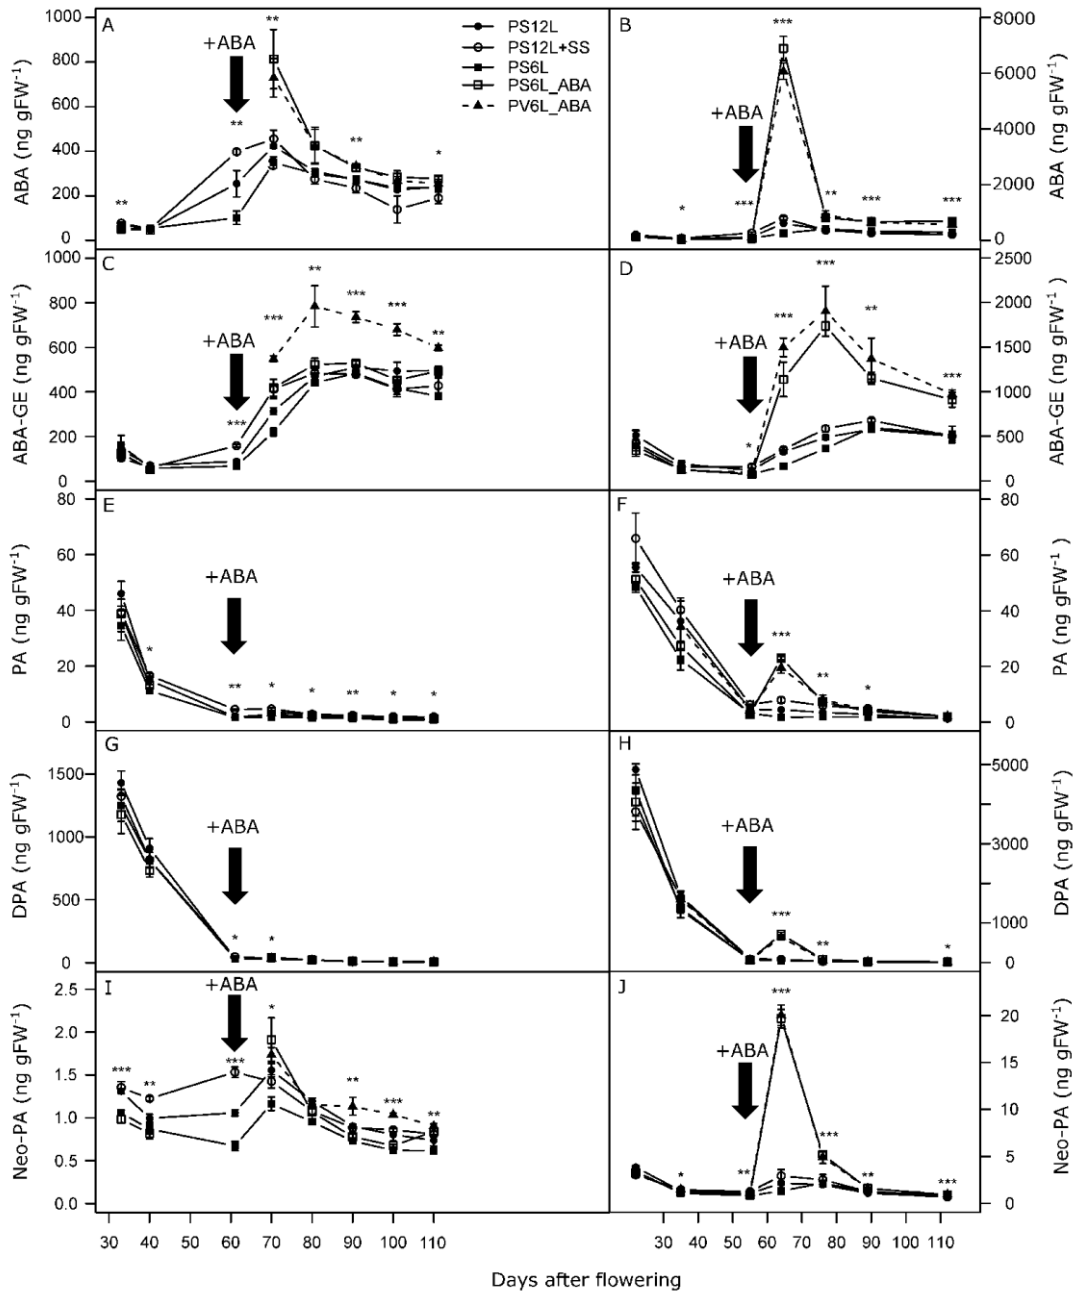 A
+ABA
**
**
**
**
*
PS12L
PS12L+SS
PS6L
PS6L_ABA
PV6L_ABA
1000
800
600
400
200
0
ABA (ng gFW⁻¹)
B
+ABA
*
***
***
**
***
***
8000
6000
4000
2000
0
ABA (ng gFW⁻¹)
C
+ABA
***
***
**
***
***
**
1000
800
600
400
200
0
ABA-GE (ng gFW⁻¹)
D
+ABA
*
***
***
**
***
2500
2000
1500
1000
500
0
ABA-GE (ng gFW⁻¹)
E
+ABA
*
**
*
*
**
*
*
80
60
40
20
0
PA (ng gFW⁻¹)
F
+ABA
***
**
*
80
60
40
20
0
PA (ng gFW⁻¹)
G
+ABA
*
*
1500
1000
500
0
DPA (ng gFW⁻¹)
H
+ABA
***
**
*
5000
3000
1000
0
DPA (ng gFW⁻¹)
I
+ABA
***
**
***
*
**
***
**
2.5
2.0
1.5
1.0
0.5
0.0
Neo-PA (ng gFW⁻¹)
J
+ABA
*
**
***
***
**
***
20
15
10
5
0
Neo-PA (ng gFW⁻¹)
30 40 50 60 70 80 90 100 110
30 40 50 60 70 80 90 100 110
Days after flowering